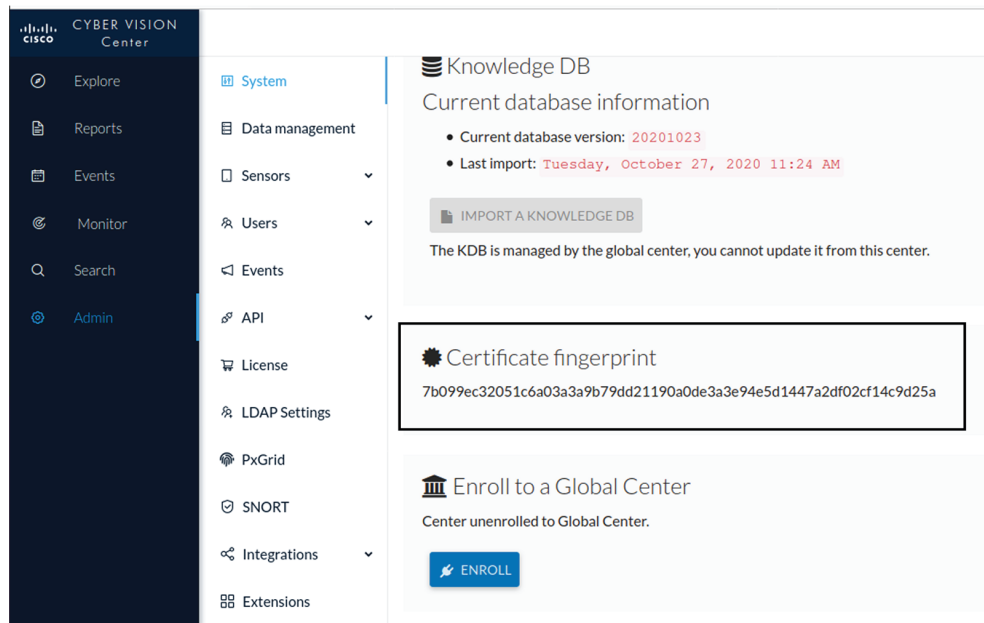 CISCO
CYBER VISION
Center
Explore
Reports
Events
Monitor
Search
Admin
System
Data management
Sensors
Users
Events
API
License
LDAP Settings
PxGrid
SNORT
Integrations
Extensions
Knowledge DB
Current database information
Current database version: 20201023
Last import: Tuesday, October 27, 2020 11:24 AM
IMPORT A KNOWLEDGE DB
The KDB is managed by the global center, you cannot update it from this center.
Certificate fingerprint
7b099ec32051c6a03a3a9b79dd21190a0de3a3e94e5d1447a2df02cf14c9d25a
Enroll to a Global Center
Center unenrolled to Global Center.
ENROLL